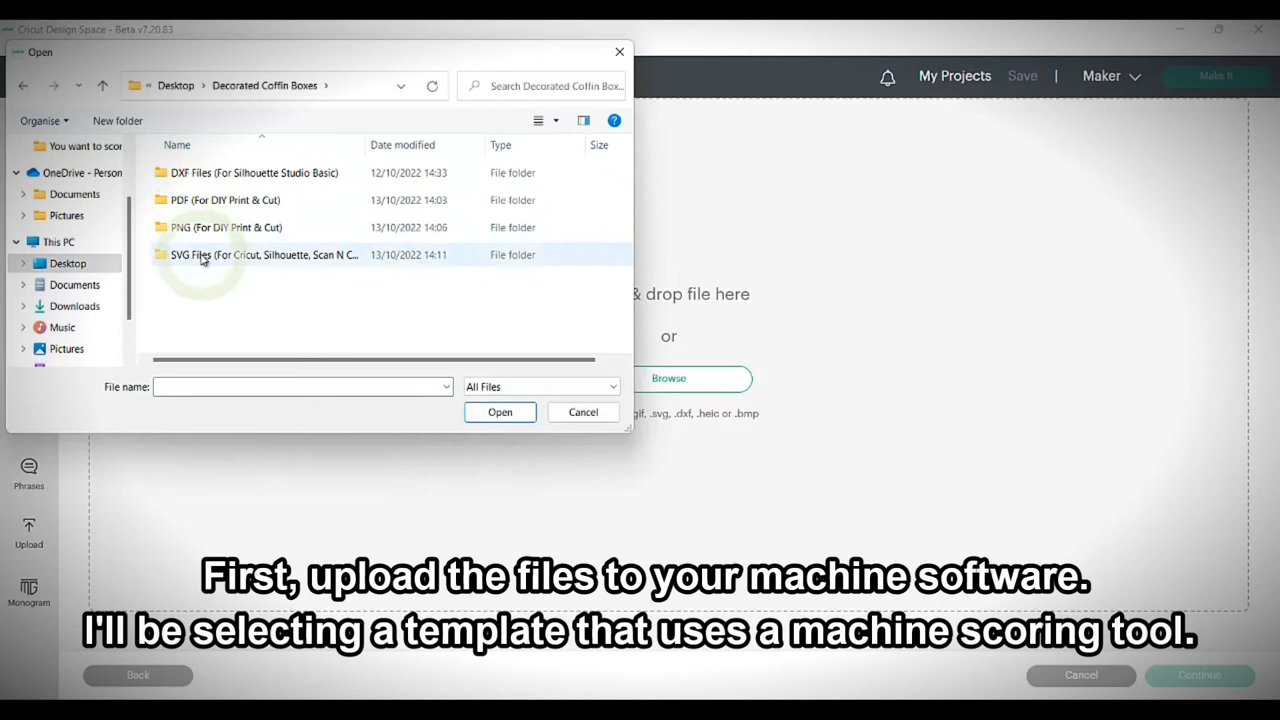 Cricut Design Space - Beta v7.20.83
Open
« Desktop > Decorated Coffin Boxes >
Search Decorated Coffin Box...
My Projects
Save
|
Maker
Make It
Organise
New folder
Name
Date modified
Type
Size
You want to scor
OneDrive - Person
Documents
Pictures
This PC
Desktop
Documents
Downloads
Music
Pictures
DXF Files (For Silhouette Studio Basic)
12/10/2022 14:33
File folder
PDF (For DIY Print & Cut)
13/10/2022 14:03
File folder
PNG (For DIY Print & Cut)
13/10/2022 14:06
File folder
SVG Files (For Cricut, Silhouette, Scan N C...
13/10/2022 14:11
File folder
File name:
All Files
Open
Cancel
& drop file here
or
Browse
gif, .svg, .dxf, .heic or .bmp
Phrases
Upload
MG
Monogram
First, upload the files to your machine software.
I'll be selecting a template that uses a machine scoring tool.
Back
Cancel
Continue